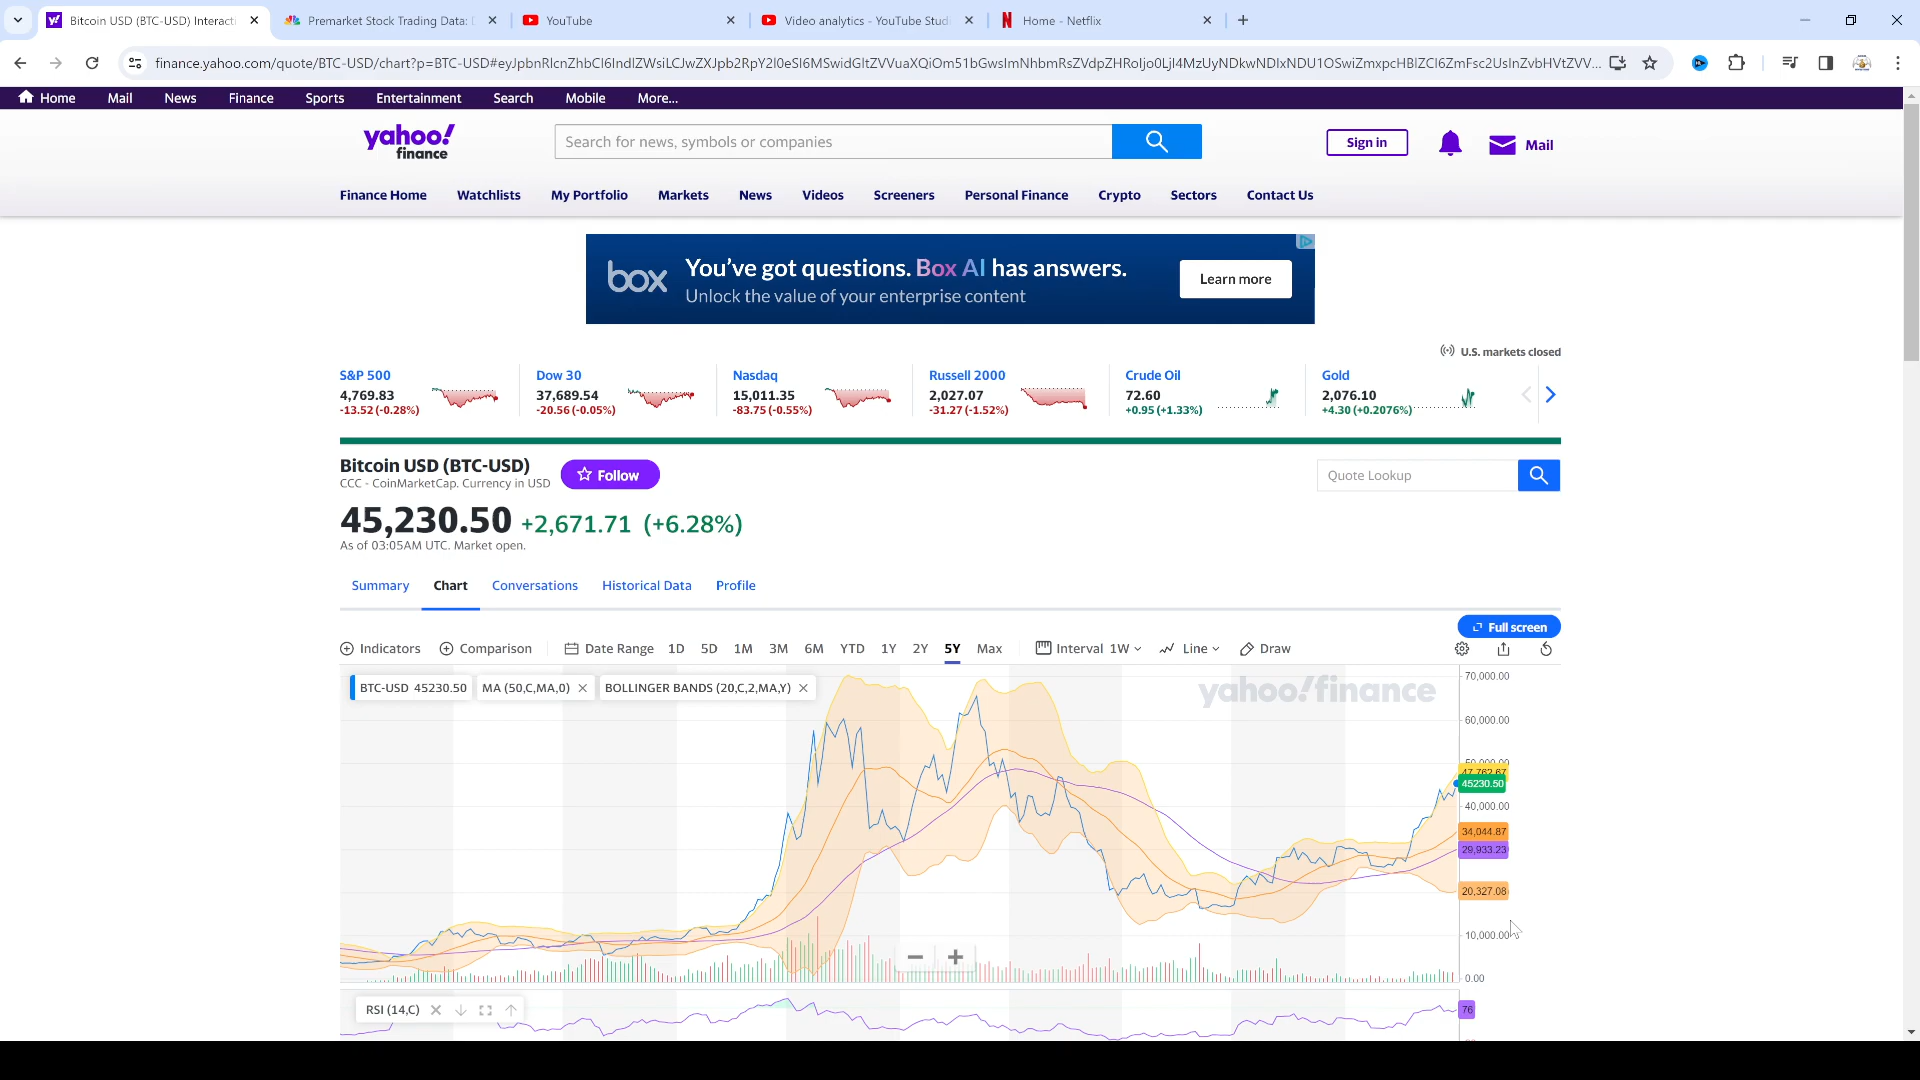 Bitcoin USD (BTC-USD) Interacti
Premarket Stock Trading Data:
YouTube
Video analytics - YouTube Studi
Home - Netflix
Home Mail News Finance Sports Entertainment Search Mobile More...
yahoo!
finance
Search for news, symbols or companies
Sign in
Mail
Finance Home Watchlists My Portfolio Markets News Videos Screeners Personal Finance Crypto Sectors Contact Us
box
You've got questions. Box AI has answers.
Unlock the value of your enterprise content
Learn more
U.S. markets closed
S&P 500
4,769.83
-13.52 (-0.28%)
Dow 30
37,689.54
-20.56 (-0.05%)
Nasdaq
15,011.35
-83.75 (-0.55%)
Russell 2000
2,027.07
-31.27 (-1.52%)
Crude Oil
72.60
+0.95 (+1.33%)
Gold
2,076.10
+4.30 (+0.2076%)
Bitcoin USD (BTC-USD)
CCC - CoinMarketCap. Currency in USD
Follow
Quote Lookup
45,230.50 +2,671.71 (+6.28%)
As of 03:05AM UTC. Market open.
Summary Chart Conversations Historical Data Profile
Full screen
Indicators Comparison Date Range 1D 5D 1M 3M 6M YTD 1Y 2Y 5Y Max Interval 1W Line Draw
BTC-USD 45230.50 MA (50,C,MA,0) BOLLINGER BANDS (20,C,2,MA,Y)
yahoo!finance
70,000.00
60,000.00
50,000.00
47,762.67
45230.50
40,000.00
34,044.87
29,933.23
20,327.08
10,000.00
0.00
RSI (14,C)
76